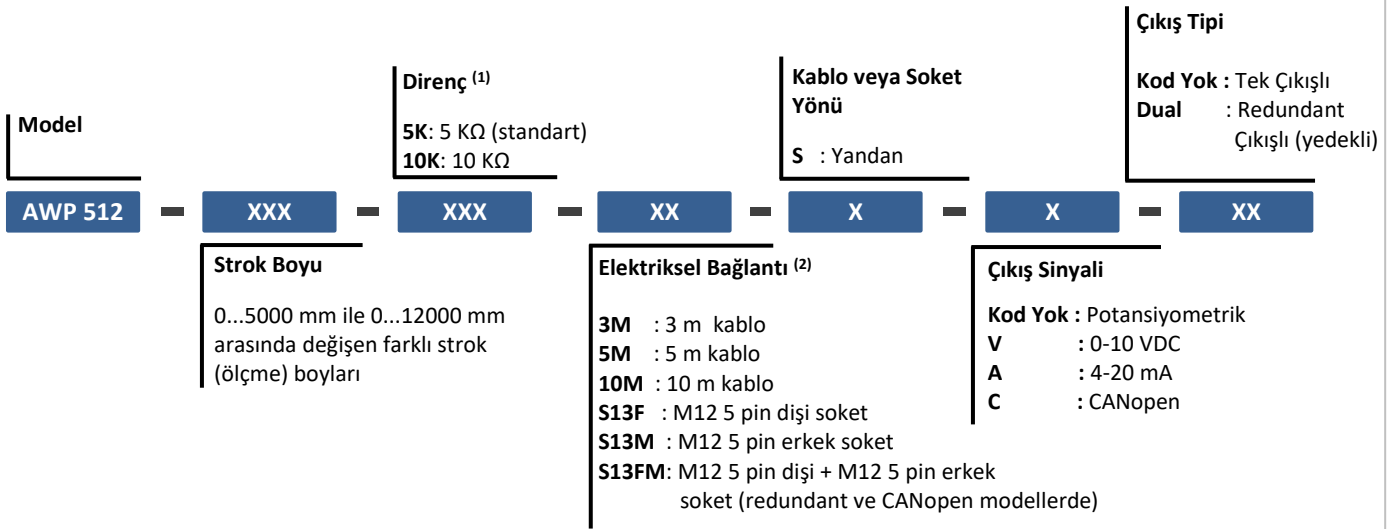 Model
Direnç (1)
5K: 5 KΩ (standart)
10K: 10 KΩ
Kablo veya Soket
Yönü
S : Yandan
Çıkış Tipi
Kod Yok : Tek Çıkışlı
Dual : Redundant
Çıkışlı (yedekli)
AWP 512 - XXX - XXX - XX - X - X - XX
Strok Boyu
0...5000 mm ile 0...12000 mm
arasında değişen farklı strok
(ölçme) boyları
Elektriksel Bağlantı (2)
3M : 3 m kablo
5M : 5 m kablo
10M : 10 m kablo
S13F : M12 5 pin dişi soket
S13M : M12 5 pin erkek soket
S13FM: M12 5 pin dişi + M12 5 pin erkek
soket (redundant ve CANopen modellerde)
Çıkış Sinyali
Kod Yok : Potansiyometrik
V : 0-10 VDC
A : 4-20 mA
C : CANopen